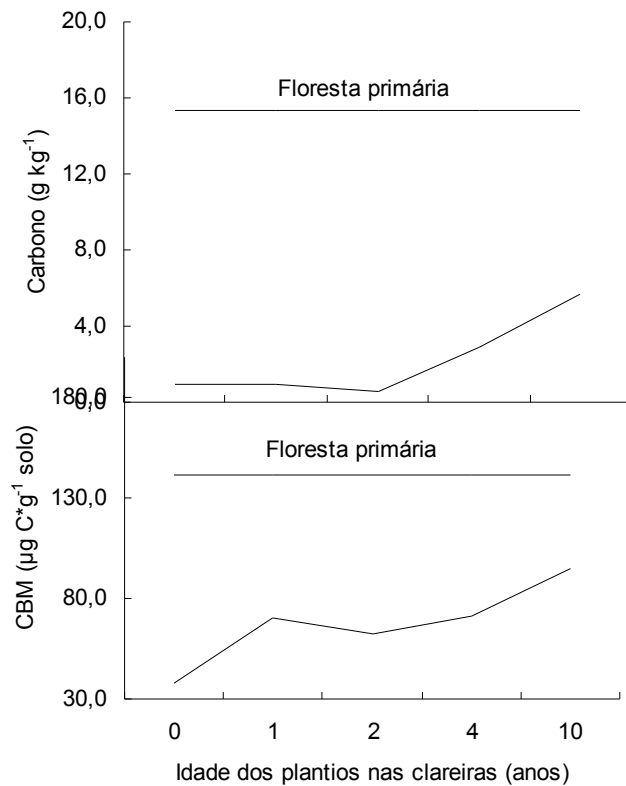 20,0
Floresta primária
16,0
12,0
8,0
4,0
0,0
Carbono (g kg⁻¹)
180,0
Floresta primária
130,0
80,0
30,0
CBM (µg C*g⁻¹ solo)
0 1 2 4 10
Idade dos plantios nas clareiras (anos)